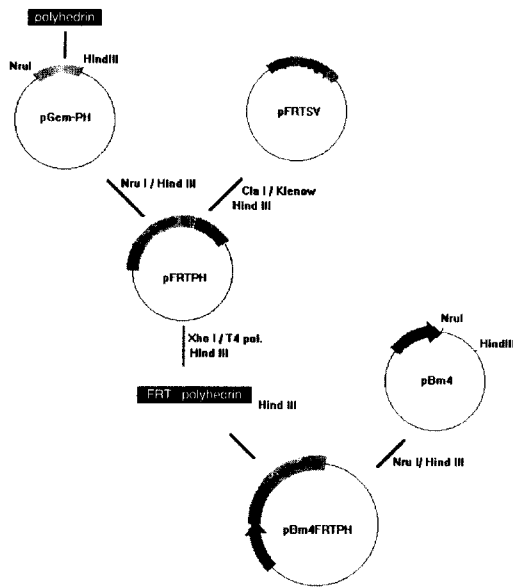 polyhedrin
NruI
HindIII
pGem-PH
pFRTSV
Nru I / Hind III
Cla I / Klenow
Hind III
pFRTPH
Xho I / T4 pol.
Hind III
NruI
HindIII
pBm4
FRT polyhedrin
Hind III
Nru I/ Hind III
pBm4FRTPH